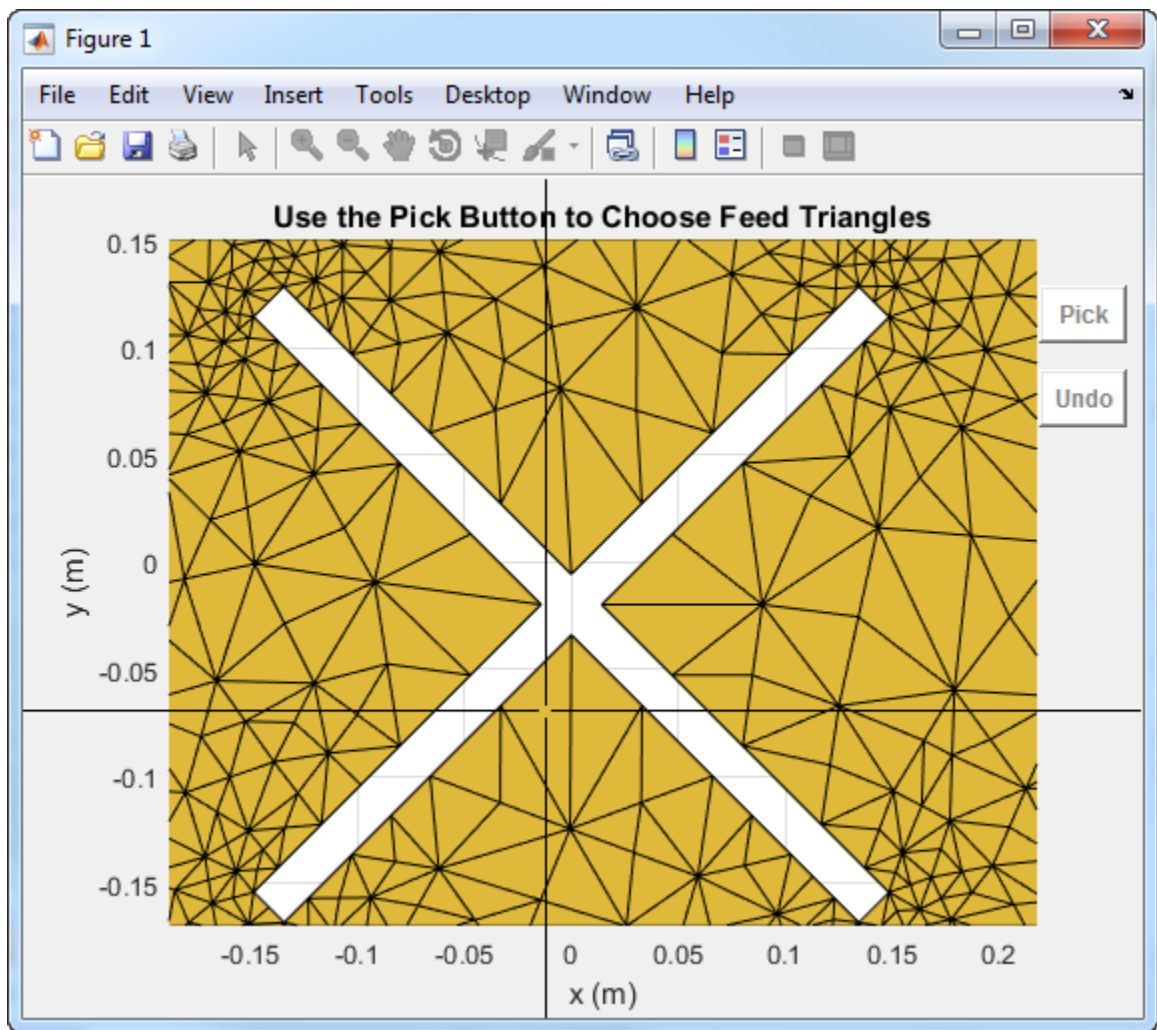 Figure 1
File Edit View Insert Tools Desktop Window Help
Use the Pick Button to Choose Feed Triangles
0.15
0.1
0.05
0
-0.05
-0.1
-0.15
y (m)
-0.15 -0.1 -0.05 0 0.05 0.1 0.15 0.2
x (m)
Pick
Undo